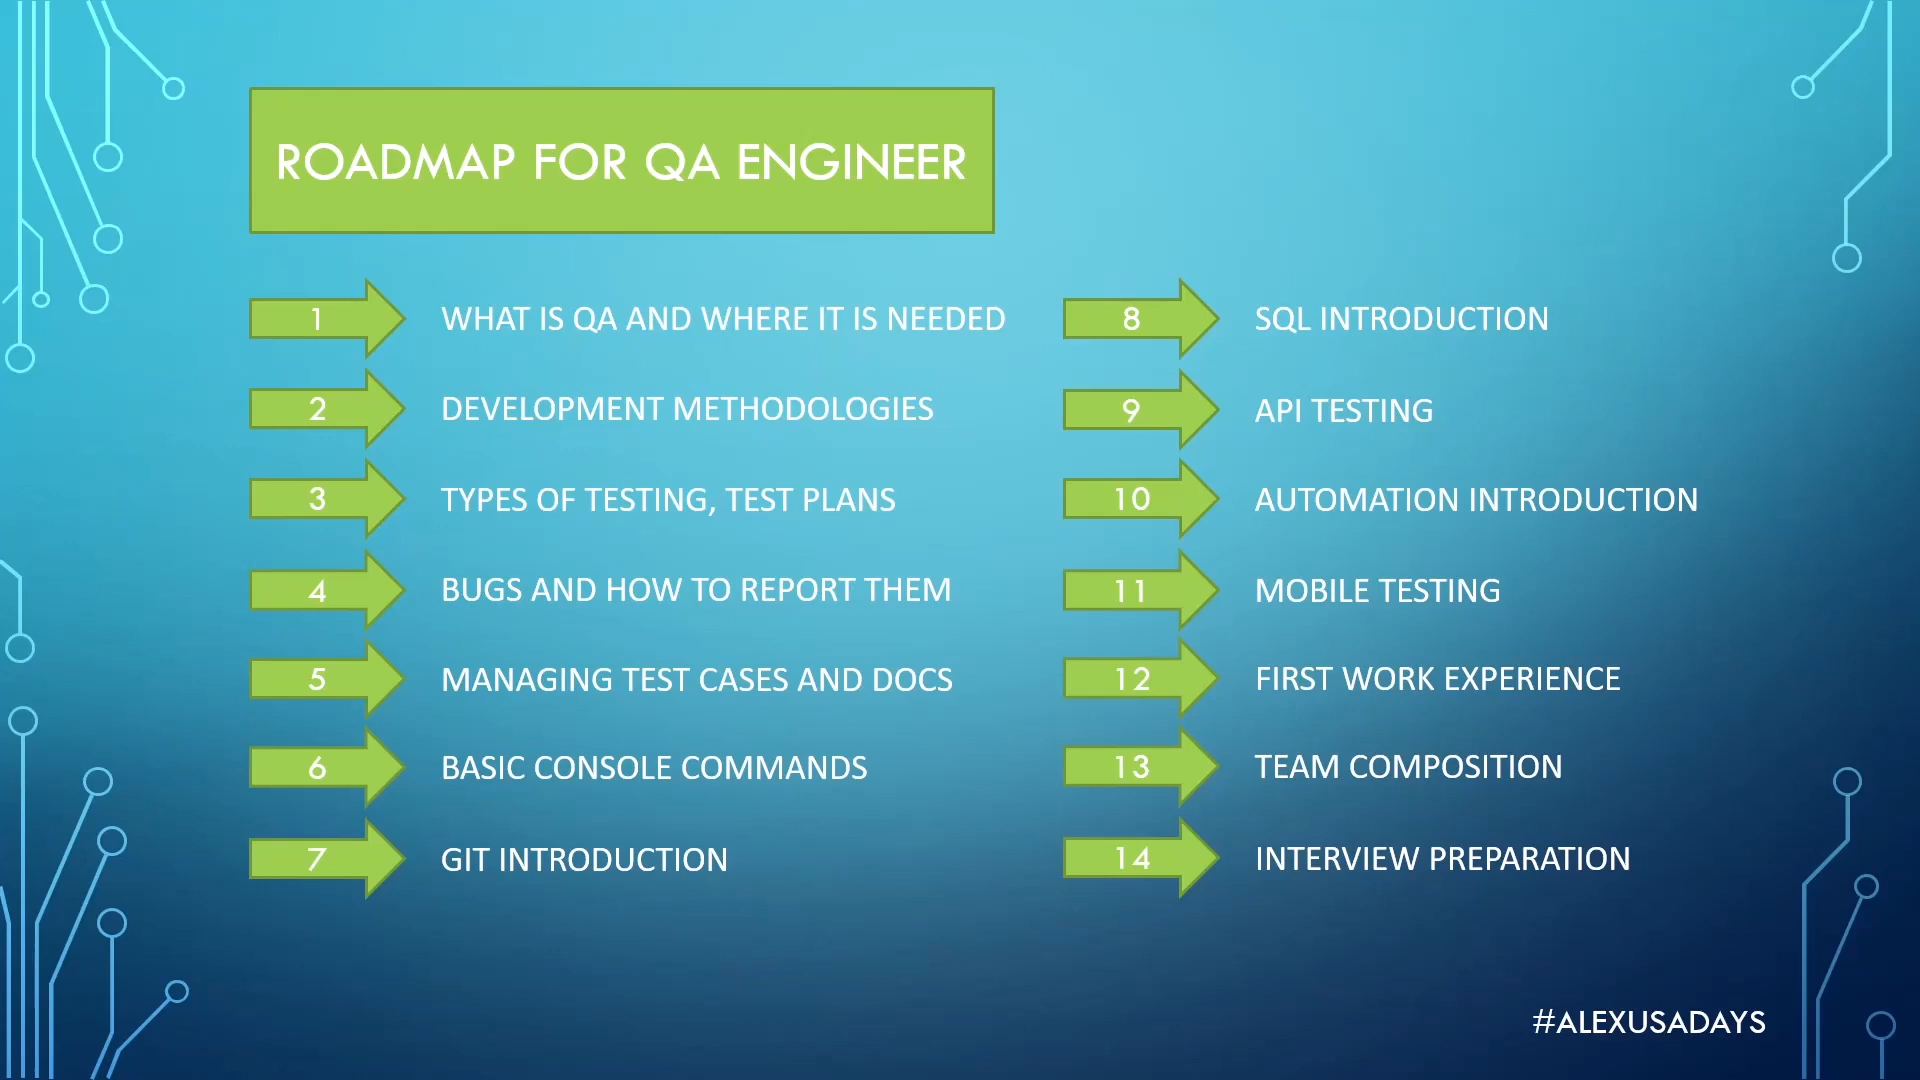 ROADMAP FOR QA ENGINEER
1 WHAT IS QA AND WHERE IT IS NEEDED
2 DEVELOPMENT METHODOLOGIES
3 TYPES OF TESTING, TEST PLANS
4 BUGS AND HOW TO REPORT THEM
5 MANAGING TEST CASES AND DOCS
6 BASIC CONSOLE COMMANDS
7 GIT INTRODUCTION
8 SQL INTRODUCTION
9 API TESTING
10 AUTOMATION INTRODUCTION
11 MOBILE TESTING
12 FIRST WORK EXPERIENCE
13 TEAM COMPOSITION
14 INTERVIEW PREPARATION
#ALEXUSADAYS